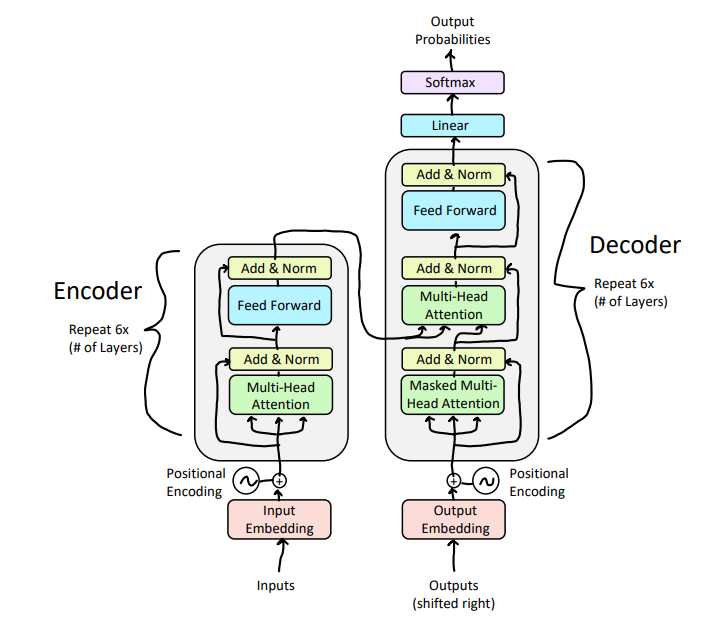 Output
Probabilities
Softmax
Linear
Add & Norm
Feed Forward
Add & Norm
Multi-Head
Attention
Add & Norm
Masked Multi-
Head Attention
Decoder
Repeat 6x
(# of Layers)
Positional
Encoding
+
Output
Embedding
Outputs
(shifted right)
Encoder
Repeat 6x
(# of Layers)
Add & Norm
Feed Forward
Add & Norm
Multi-Head
Attention
Positional
Encoding
+
Input
Embedding
Inputs